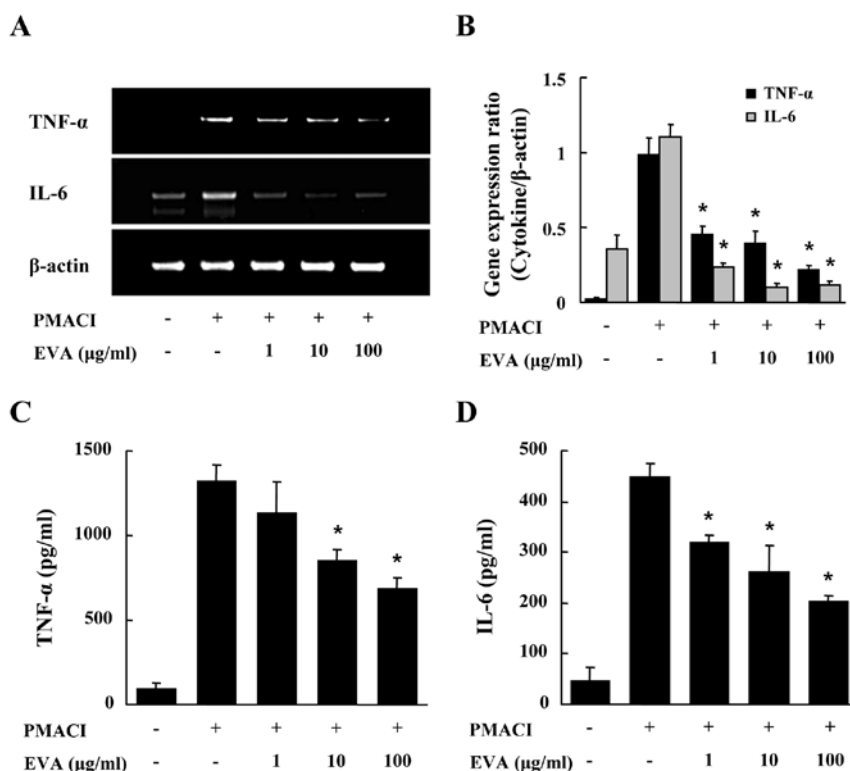 A
TNF-α
IL-6
β-actin
PMACI - + + + +
EVA (μg/ml) - - 1 10 100
B
Gene expression ratio
(Cytokine/β-actin)
1.5
1
0.5
0
TNF-α
IL-6
* * * * * *
PMACI - + + + +
EVA (μg/ml) - - 1 10 100
C
TNF-α (pg/ml)
1500
1000
500
0
* *
PMACI - + + + +
EVA (μg/ml) - - 1 10 100
D
IL-6 (pg/ml)
500
400
300
200
100
0
* * *
PMACI - + + + +
EVA (μg/ml) - - 1 10 100